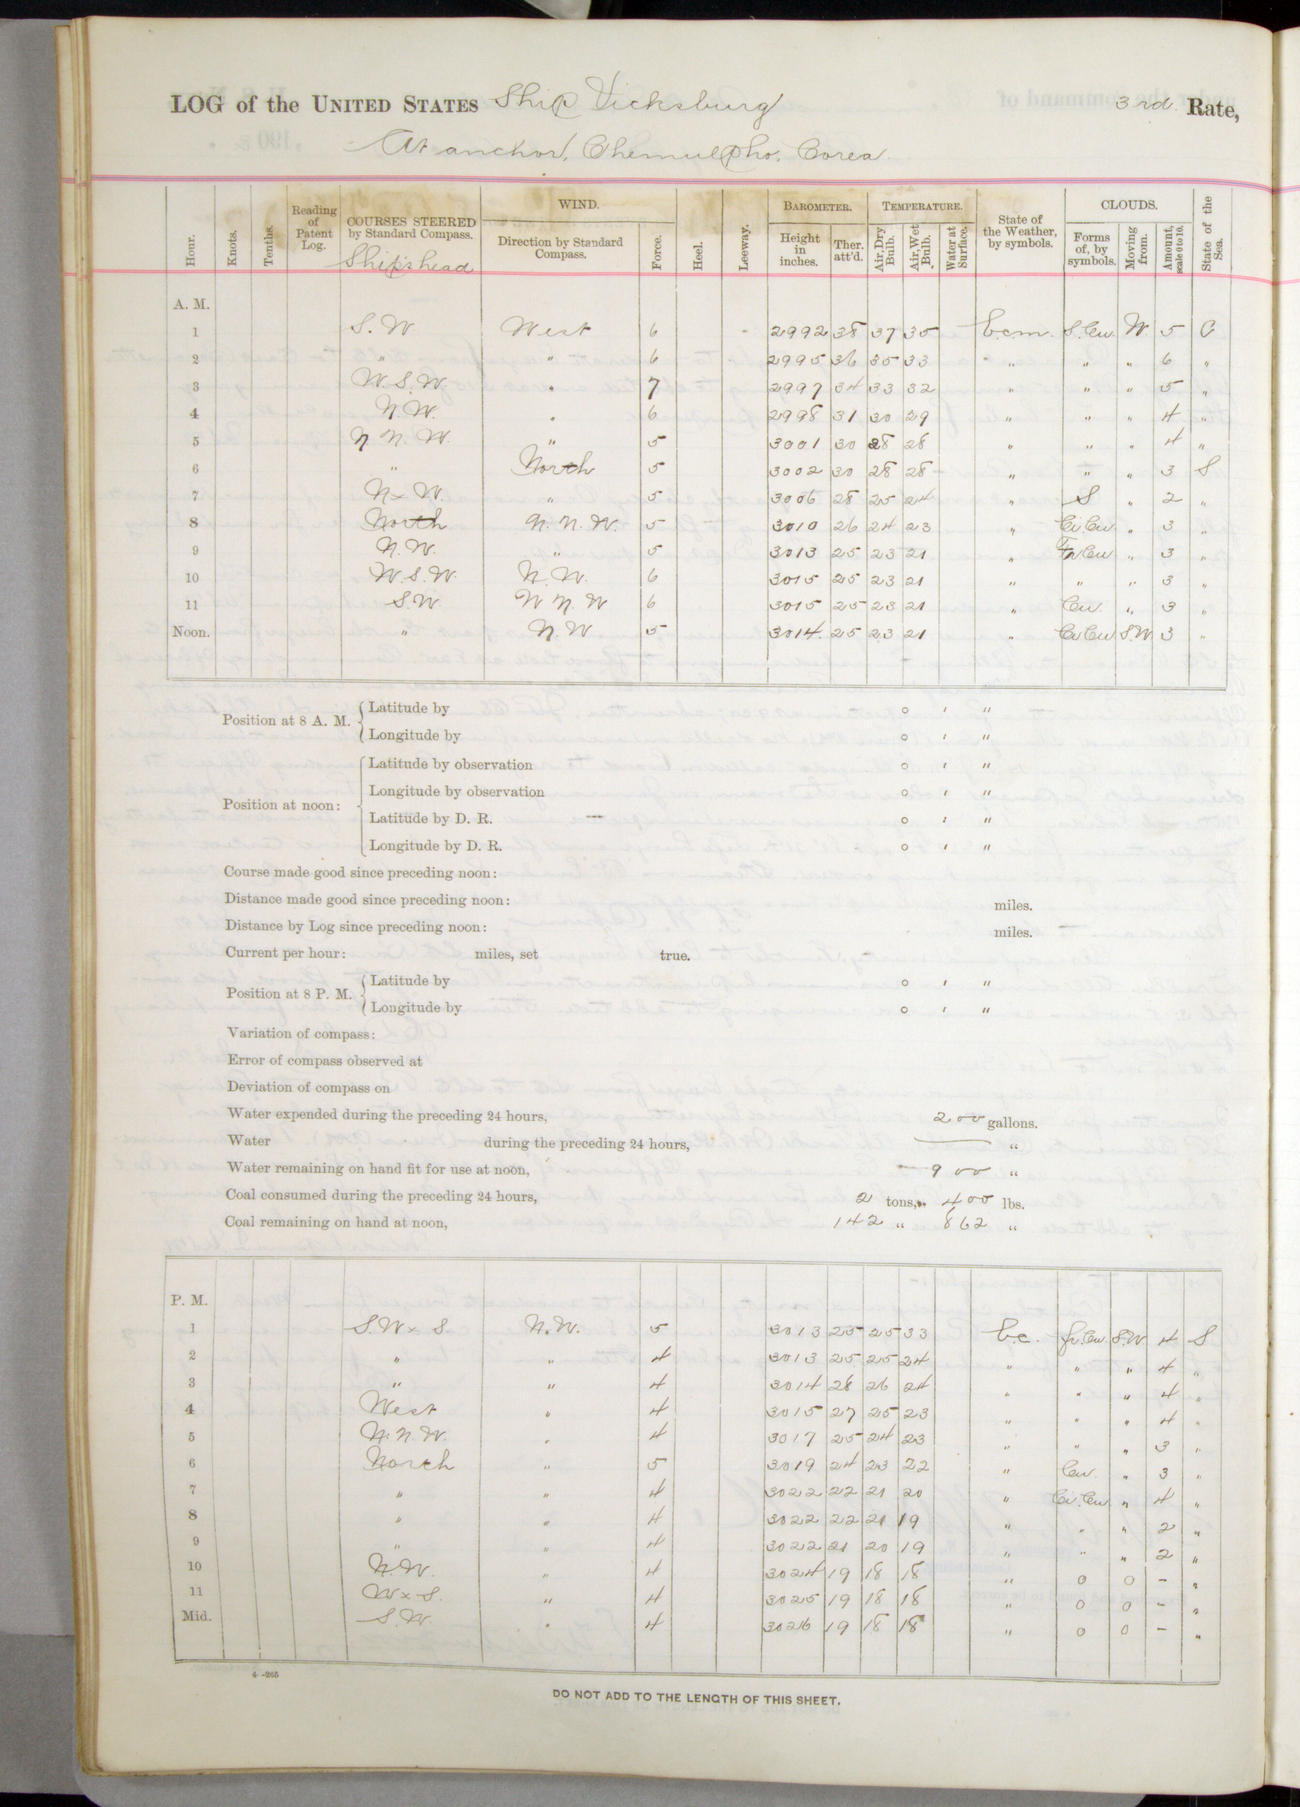 LOG of the UNITED STATES Ship Vicksburg 3rd Rate,
At anchor, Chemulpho, Corea.
Hour. Knots. Tenths. Reading of Patent Log. COURSES STEERED by Standard Compass. Ship's head WIND. Direction by Standard Compass. Force. Heel. Leeway. BAROMETER. Height in inches. Ther. att'd. TEMPERATURE. Air, Dry Bulb. Air, Wet Bulb. Water at Surface. State of the Weather, by symbols. CLOUDS. Forms of, by symbols. Moving from. Amount, scale 0 to 10. State of the Sea.
A. M.
1 S.W West 6 2992 38 37 35 b.c.m. S.Cu. W 5 C
2 " " 6 2995 36 35 33 " " " 6 "
3 W.S.W. " 7 2997 34 33 32 " " " 5 "
4 N.W. " 6 2998 31 30 29 " " " 4 "
5 N N. W. " 5 3001 30 28 28 " " " 4 "
6 " North 5 3002 30 28 28 " " " 3 S
7 N x W. " 5 3006 28 25 24 " S " 2 "
8 North N. N. W. 5 3010 26 24 23 " Ci.Cu. " 3 "
9 N.W. " 5 3013 25 23 21 " Fr Cu " 3 "
10 W.S.W. N.W. 6 3015 25 23 21 " " " 3 "
11 S.W. W N. W 6 3015 25 23 21 " Cu. " 3 "
Noon. " N.W 5 3014 25 23 21 " Ci Cu S.W 3 "
Position at 8 A. M. Latitude by ° ' "
Longitude by ° ' "
Position at noon: Latitude by observation ° ' "
Longitude by observation ° ' "
Latitude by D. R. — ° ' "
Longitude by D. R. ° ' "
Course made good since preceding noon:
Distance made good since preceding noon: miles.
Distance by Log since preceding noon: miles.
Current per hour: miles, set true.
Position at 8 P. M. Latitude by ° ' "
Longitude by ° ' "
Variation of compass:
Error of compass observed at
Deviation of compass on
Water expended during the preceding 24 hours, 200 gallons.
Water during the preceding 24 hours, — "
Water remaining on hand fit for use at noon, 900 "
Coal consumed during the preceding 24 hours, 2 tons, 400 lbs.
Coal remaining on hand at noon, 142 " 862 "
P. M.
1 S.W x S. N.W. 5 3013 25 25 33 b.c. fr.Cu. S.W. 4 S
2 " " 4 3013 25 25 24 " " " 4 "
3 " " 4 3014 28 26 24 " " " 4 "
4 West " 4 3015 27 25 23 " " " 4 "
5 N.N.W. " 4 3017 25 24 23 " " " 3 "
6 North " 5 3019 24 23 22 " Cu. " 3 "
7 " " 4 3022 22 21 20 " Ci.Cu. " 4 "
8 " " 4 3022 22 21 19 " " " 2 "
9 " " 4 3022 21 20 19 " " " 2 "
10 N.W. " 4 3024 19 18 18 " 0 0 - "
11 W x S. " 4 3025 19 18 18 " 0 0 - "
Mid. S.W. " 4 3026 19 18 18 " 0 0 - "
4-265
DO NOT ADD TO THE LENGTH OF THIS SHEET.